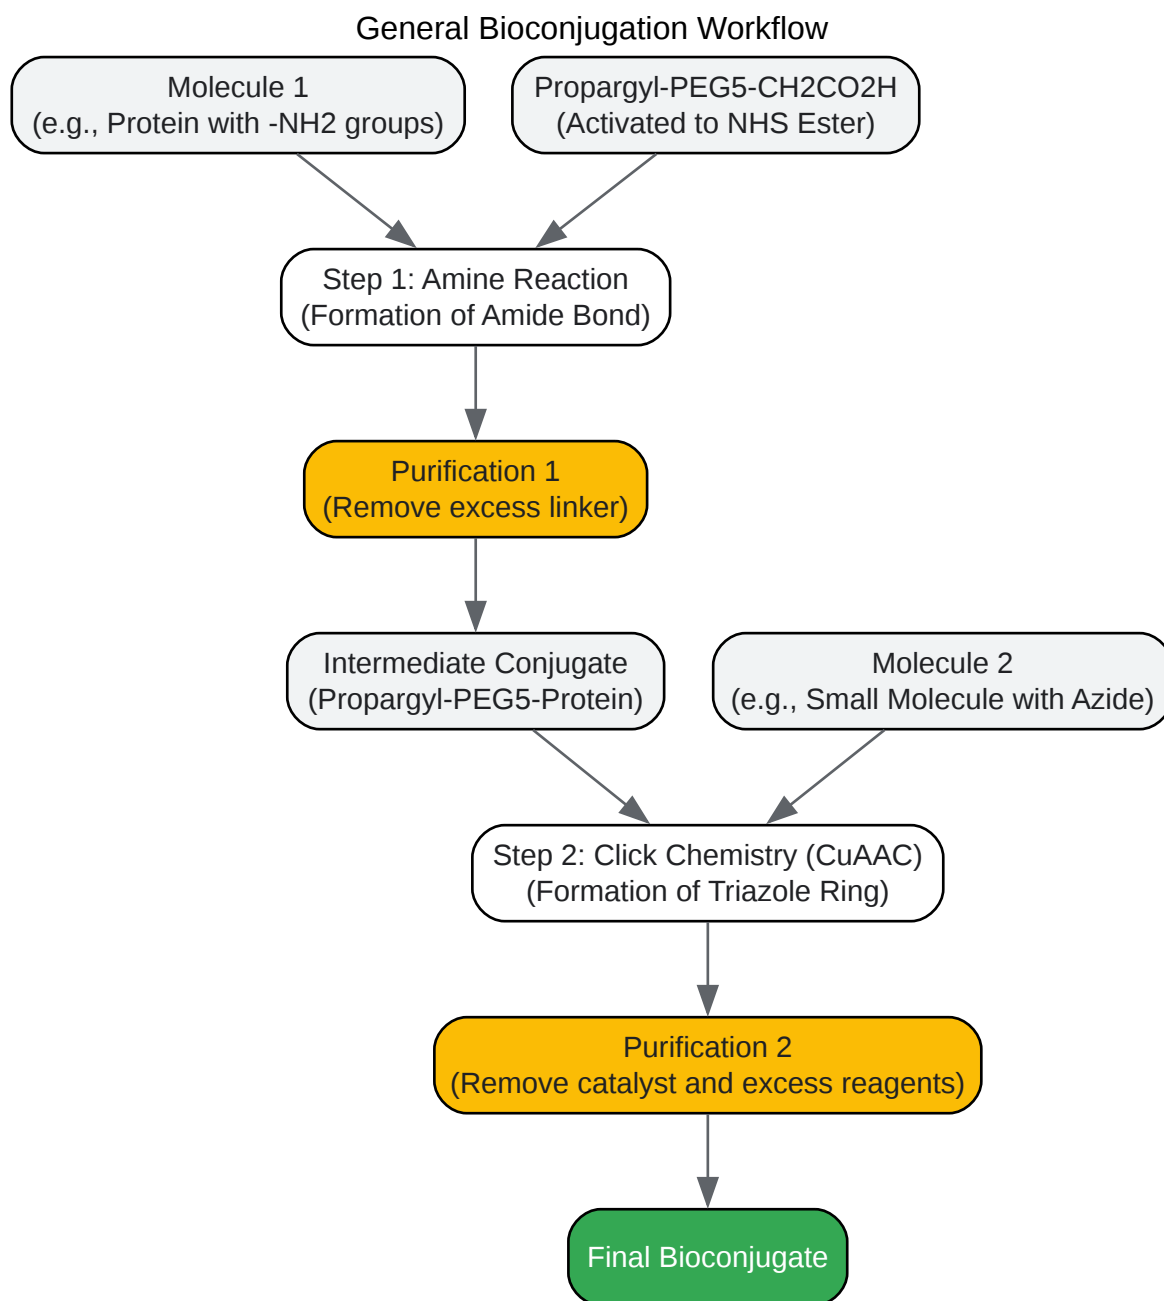 General Bioconjugation Workflow
Molecule 1
(e.g., Protein with -NH2 groups)
Propargyl-PEG5-CH2CO2H
(Activated to NHS Ester)
Step 1: Amine Reaction
(Formation of Amide Bond)
Purification 1
(Remove excess linker)
Intermediate Conjugate
(Propargyl-PEG5-Protein)
Molecule 2
(e.g., Small Molecule with Azide)
Step 2: Click Chemistry (CuAAC)
(Formation of Triazole Ring)
Purification 2
(Remove catalyst and excess reagents)
Final Bioconjugate